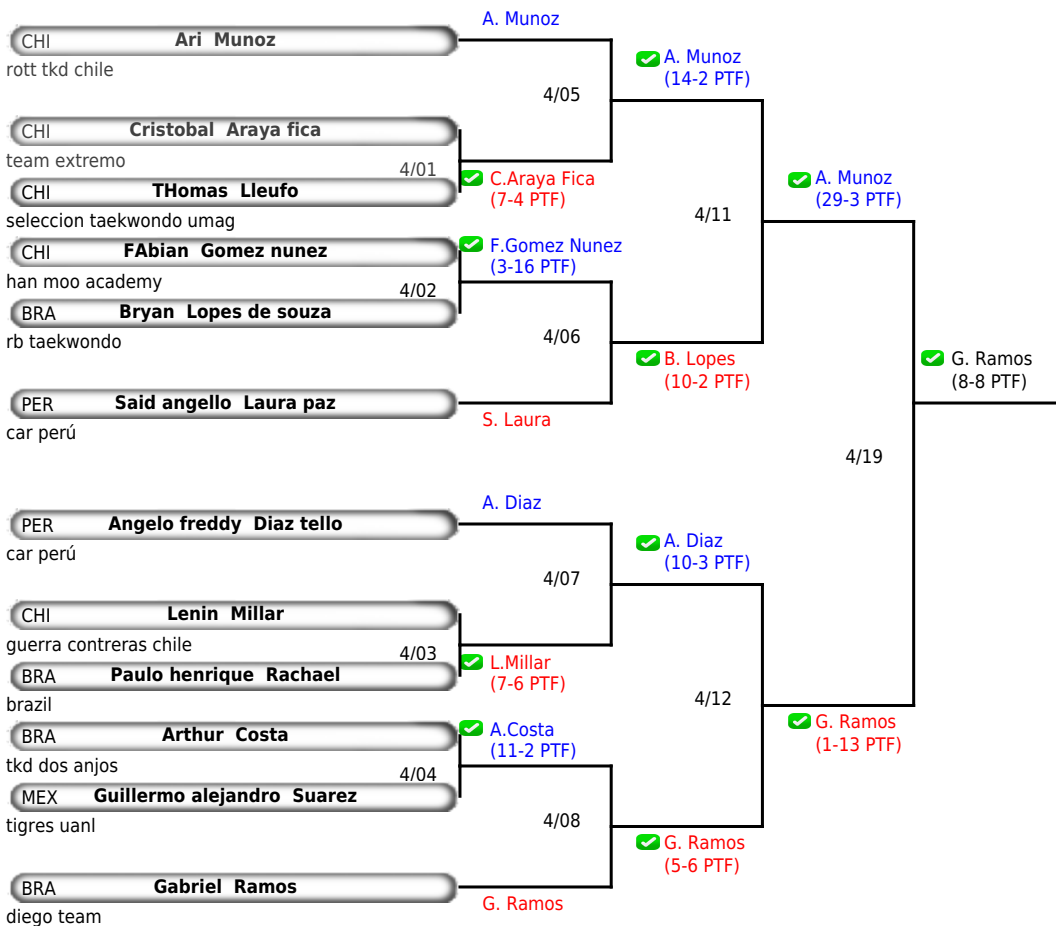 A. Munoz
CHI Ari Munoz
rott tkd chile
A. Munoz
(14-2 PTF)
4/05
CHI Cristobal Araya fica
team extremo
4/01
C.Araya Fica
(7-4 PTF)
CHI THomas Lleufo
seleccion taekwondo umag
A. Munoz
(29-3 PTF)
4/11
CHI FAbian Gomez nunez
han moo academy
F.Gomez Nunez
(3-16 PTF)
4/02
BRA Bryan Lopes de souza
rb taekwondo
4/06
B. Lopes
(10-2 PTF)
G. Ramos
(8-8 PTF)
PER Said angello Laura paz
car perú
S. Laura
4/19
A. Diaz
PER Angelo freddy Diaz tello
car perú
A. Diaz
(10-3 PTF)
4/07
CHI Lenin Millar
guerra contreras chile
4/03
L.Millar
(7-6 PTF)
BRA Paulo henrique Rachael
brazil
4/12
G. Ramos
(1-13 PTF)
BRA Arthur Costa
tkd dos anjos
A.Costa
(11-2 PTF)
4/04
MEX Guillermo alejandro Suarez
tigres uanl
4/08
G. Ramos
(5-6 PTF)
BRA Gabriel Ramos
diego team
G. Ramos